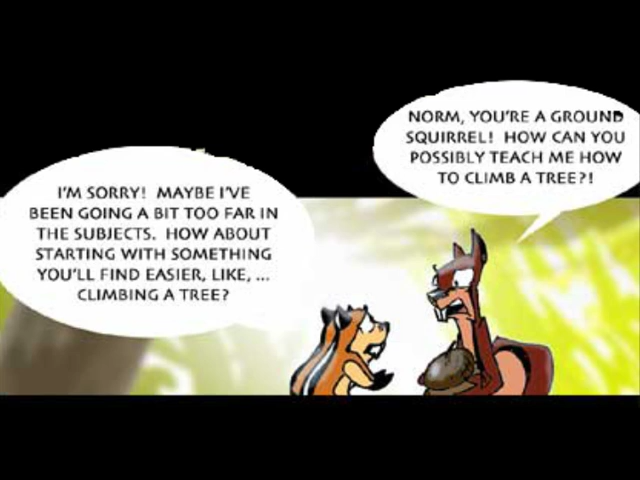 I'M SORRY! MAYBE I'VE
BEEN GOING A BIT TOO FAR IN
THE SUBJECTS. HOW ABOUT
STARTING WITH SOMETHING
YOU'LL FIND EASIER, LIKE, ...
CLIMBING A TREE?
NORM, YOU'RE A GROUND
SQUIRREL! HOW CAN YOU
POSSIBLY TEACH ME HOW
TO CLIMB A TREE?!